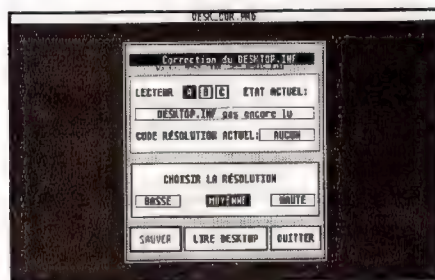 DESK_COR.PRG
Correction du DESKTOP.INF
LECTEUR A B C ÉTAT ACTUEL:
DESKTOP.INF pas encore lu
CODE RÉSOLUTION ACTUEL: AUCUN
CHOISIR LA RÉSOLUTION
BASSE MOYENNE HAUTE
SAUVER LIRE DESKTOP QUITTER